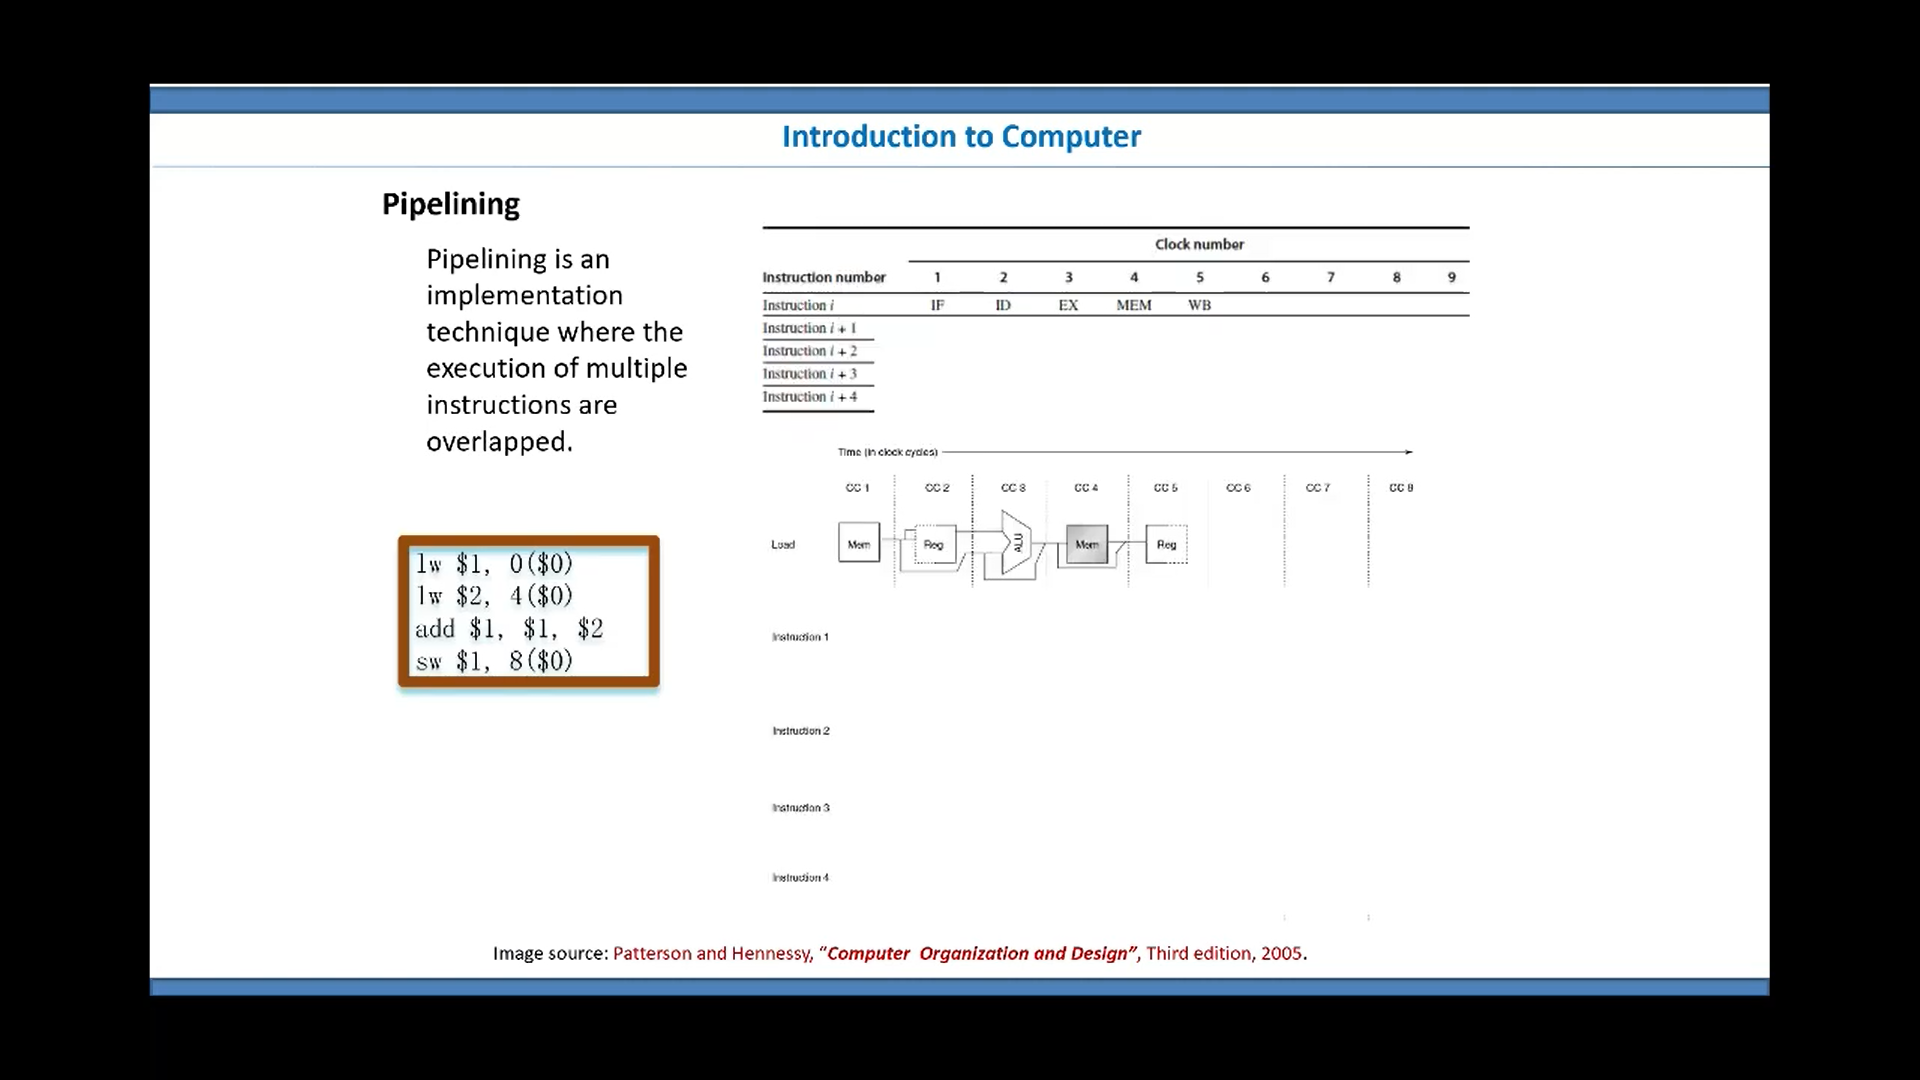 Introduction to Computer
Pipelining
Pipelining is an
implementation
technique where the
execution of multiple
instructions are
overlapped.
lw $1, 0($0)
lw $2, 4($0)
add $1, $1, $2
sw $1, 8($0)
Clock number
Instruction number 1 2 3 4 5 6 7 8 9
Instruction i IF ID EX MEM WB
Instruction i + 1
Instruction i + 2
Instruction i + 3
Instruction i + 4
Time (in clock cycles)
CC 1 CC 2 CC 3 CC 4 CC 5 CC 6 CC 7 CC 8
Load Mem Reg ALU Mem Reg
Instruction 1
Instruction 2
Instruction 3
Instruction 4
Image source: Patterson and Hennessy, “Computer Organization and Design”, Third edition, 2005.